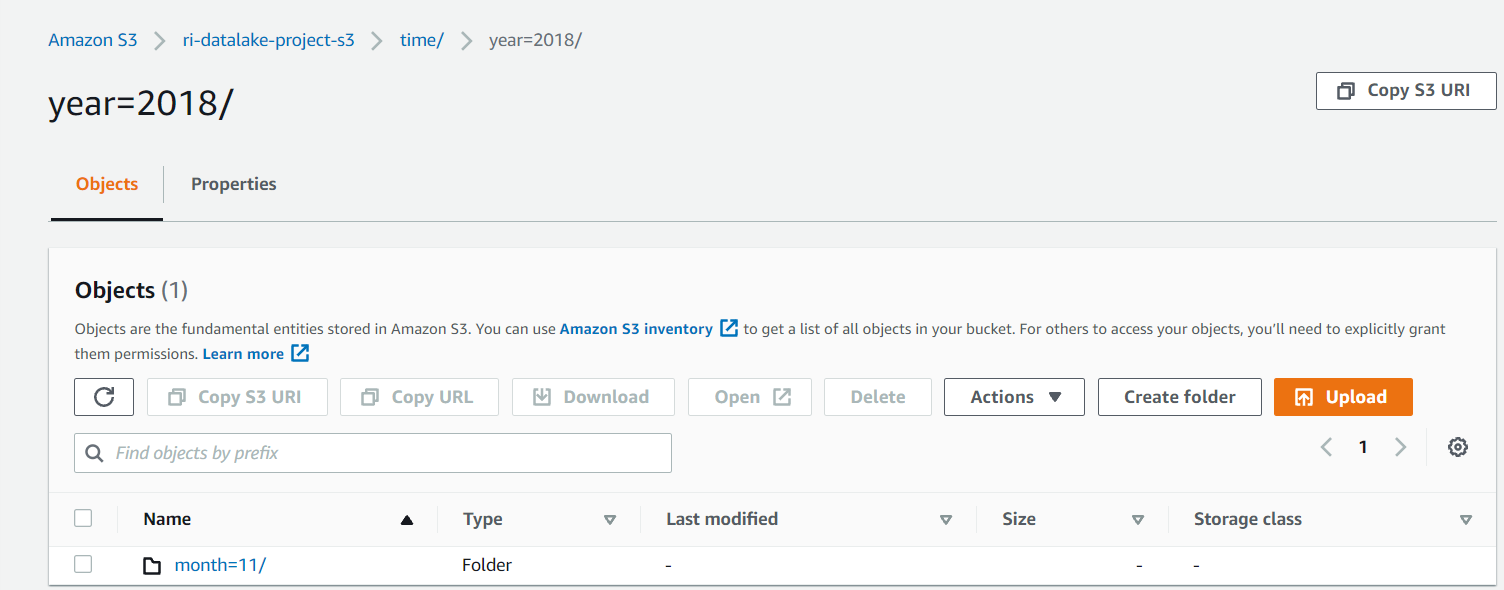 Amazon S3 ri-datalake-project-s3 time/ year=2018/
year=2018/
Copy S3 URI
Objects Properties
Objects (1)
Objects are the fundamental entities stored in Amazon S3. You can use Amazon S3 inventory to get a list of all objects in your bucket. For others to access your objects, you’ll need to explicitly grant
them permissions. Learn more
Copy S3 URI Copy URL Download Open Delete Actions Create folder Upload
Find objects by prefix
1
Name Type Last modified Size Storage class
month=11/ Folder - - -